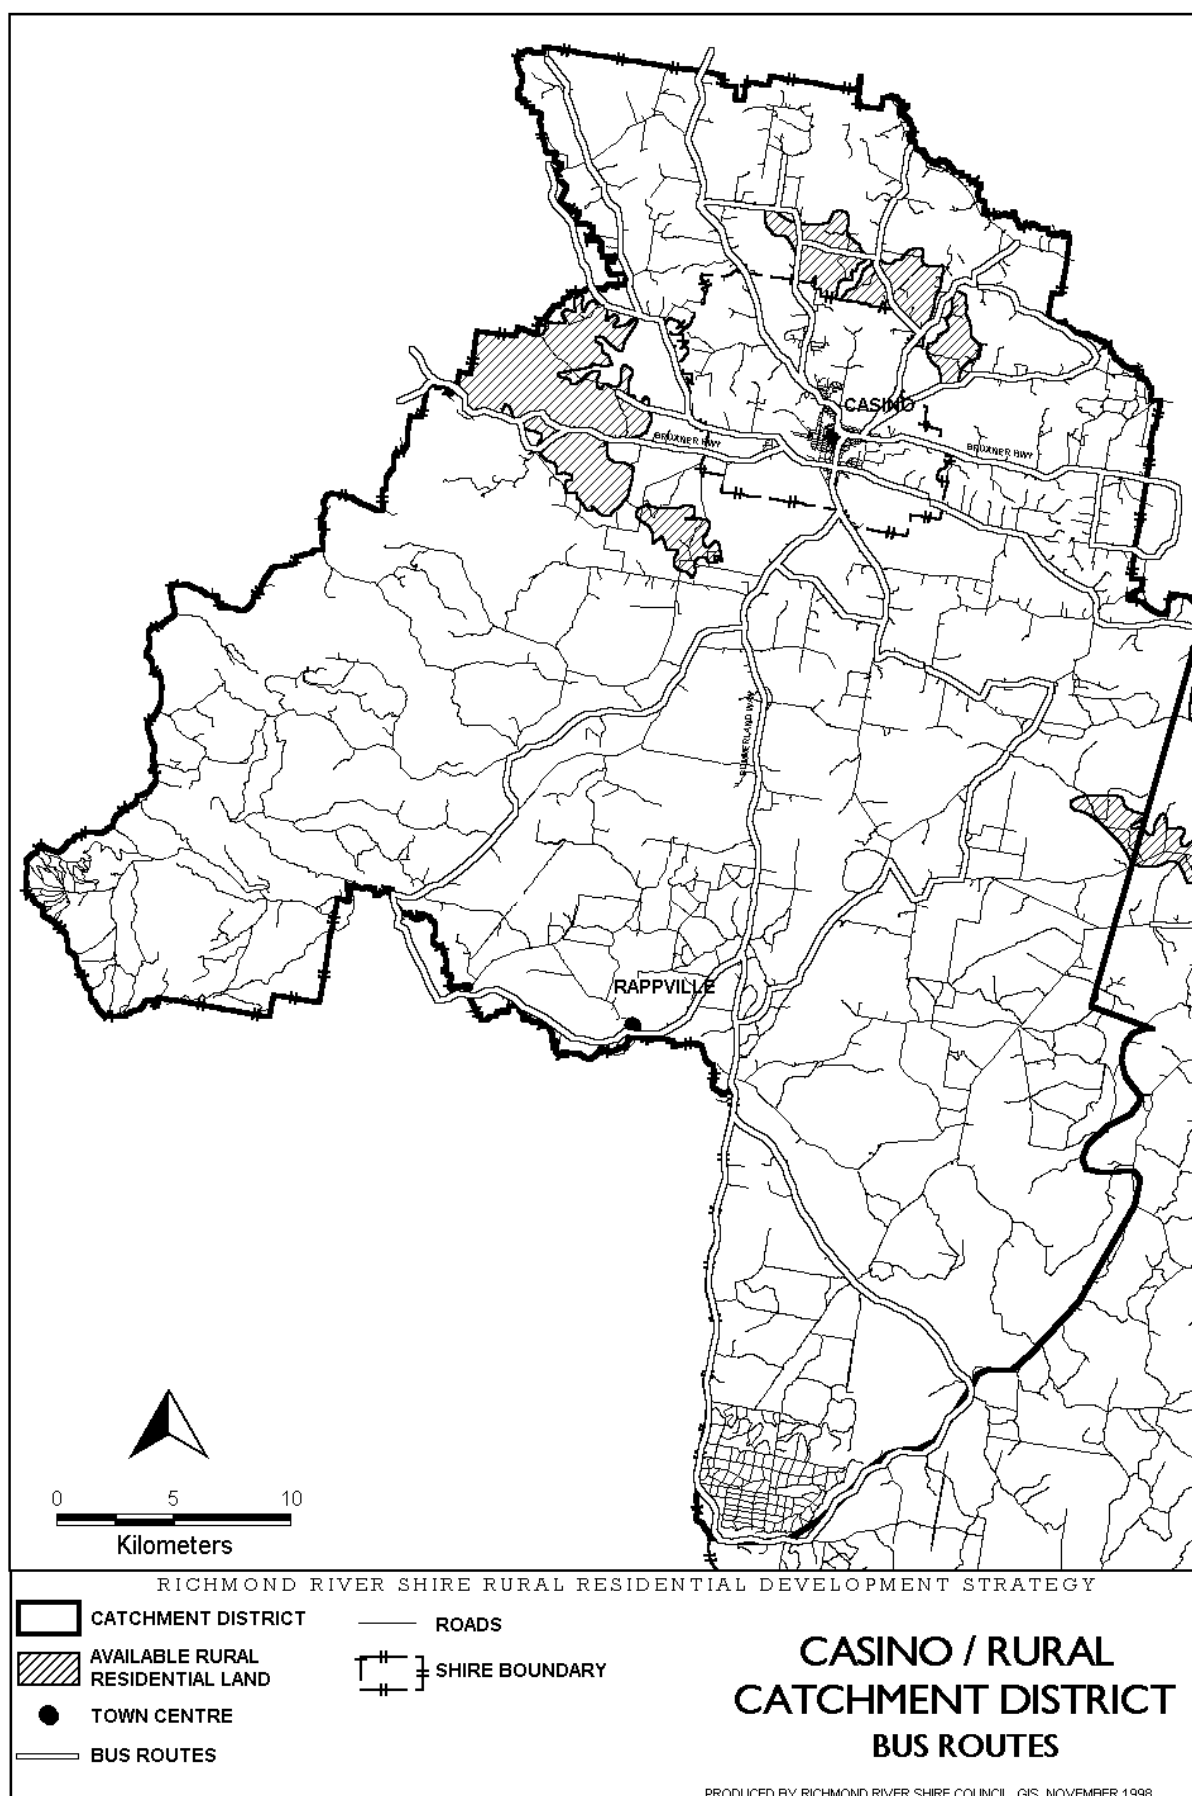 CASINO
BRUXNER HWY
BRUXNER HWY
SUMMERLAND WAY
RAPPVILLE
0 5 10
Kilometers
RICHMOND RIVER SHIRE RURAL RESIDENTIAL DEVELOPMENT STRATEGY
CATCHMENT DISTRICT
AVAILABLE RURAL
RESIDENTIAL LAND
TOWN CENTRE
BUS ROUTES
ROADS
SHIRE BOUNDARY
CASINO / RURAL
CATCHMENT DISTRICT
BUS ROUTES
PRODUCED BY RICHMOND RIVER SHIRE COUNCIL, GIS, NOVEMBER 1998